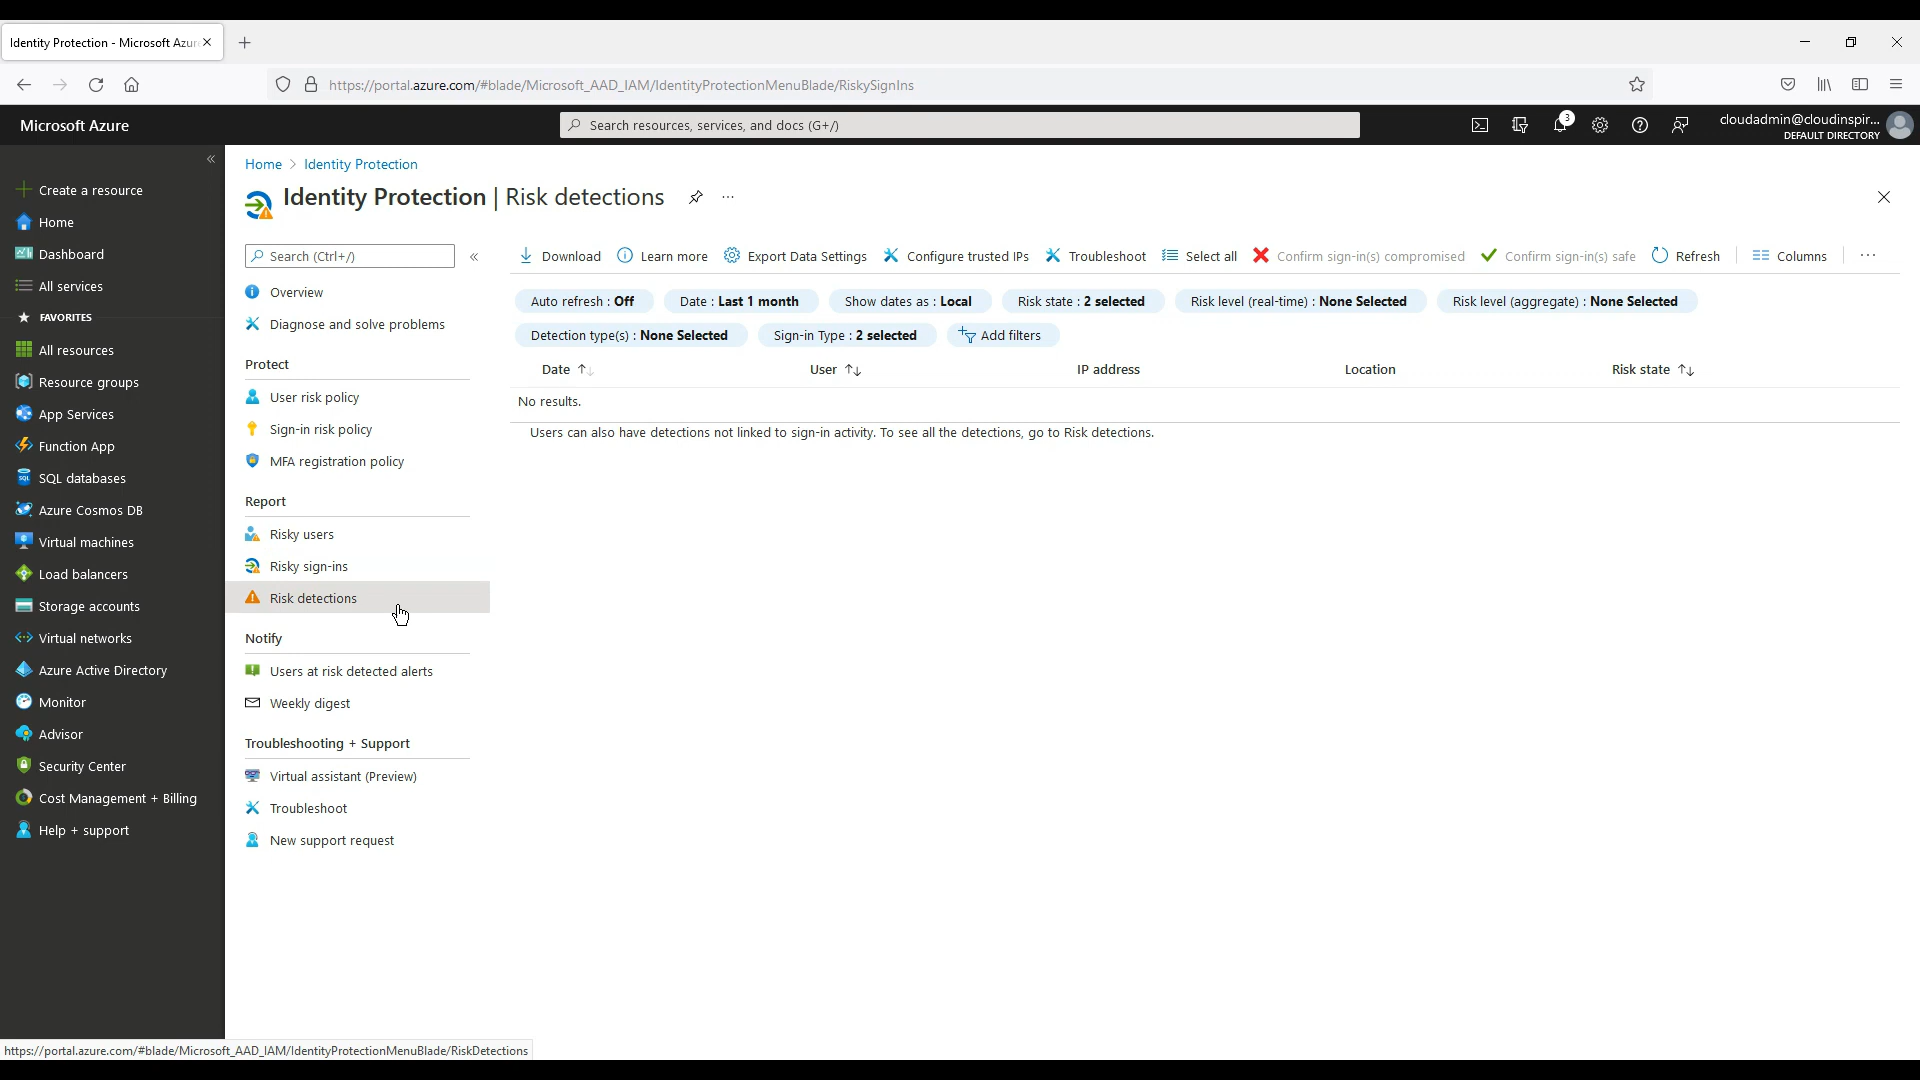 Identity Protection - Microsoft Azur
https://portal.azure.com/#blade/Microsoft_AAD_IAM/IdentityProtectionMenuBlade/RiskySignIns
Microsoft Azure
Search resources, services, and docs (G+/)
3
cloudadmin@cloudinspir...
DEFAULT DIRECTORY
Create a resource
Home
Dashboard
All services
FAVORITES
All resources
Resource groups
App Services
Function App
SQL databases
Azure Cosmos DB
Virtual machines
Load balancers
Storage accounts
Virtual networks
Azure Active Directory
Monitor
Advisor
Security Center
Cost Management + Billing
Help + support
Home > Identity Protection
Identity Protection | Risk detections
Search (Ctrl+/)
Overview
Diagnose and solve problems
Protect
User risk policy
Sign-in risk policy
MFA registration policy
Report
Risky users
Risky sign-ins
Risk detections
Notify
Users at risk detected alerts
Weekly digest
Troubleshooting + Support
Virtual assistant (Preview)
Troubleshoot
New support request
Download Learn more Export Data Settings Configure trusted IPs Troubleshoot Select all Confirm sign-in(s) compromised Confirm sign-in(s) safe Refresh Columns
Auto refresh : Off Date : Last 1 month Show dates as : Local Risk state : 2 selected Risk level (real-time) : None Selected Risk level (aggregate) : None Selected
Detection type(s) : None Selected Sign-in Type : 2 selected Add filters
Date User IP address Location Risk state
No results.
Users can also have detections not linked to sign-in activity. To see all the detections, go to Risk detections.
https://portal.azure.com/#blade/Microsoft_AAD_IAM/IdentityProtectionMenuBlade/RiskDetections